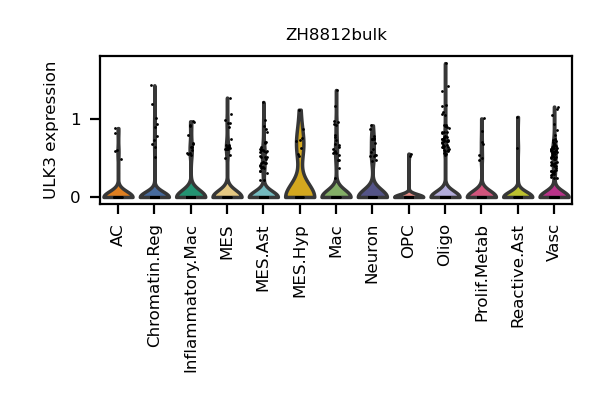 ZH8812bulk
ULK3 expression
1
0
AC
Chromatin.Reg
Inflammatory.Mac
MES
MES.Ast
MES.Hyp
Mac
Neuron
OPC
Oligo
Prolif.Metab
Reactive.Ast
Vasc